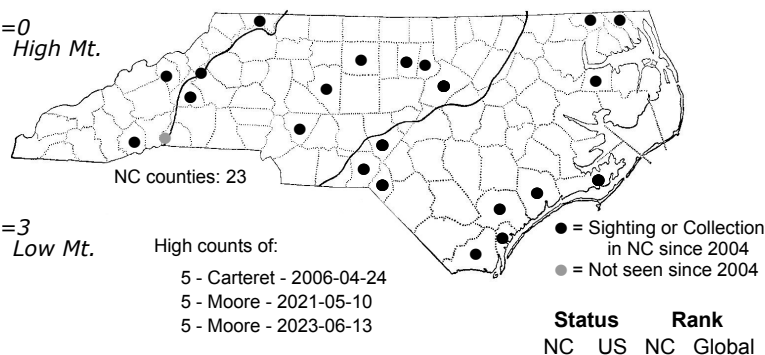 =0
High Mt.
NC counties: 23
=3
Low Mt.
High counts of:
5 - Carteret - 2006-04-24
5 - Moore - 2021-05-10
5 - Moore - 2023-06-13
= Sighting or Collection
in NC since 2004
= Not seen since 2004
Status Rank
NC US NC Global